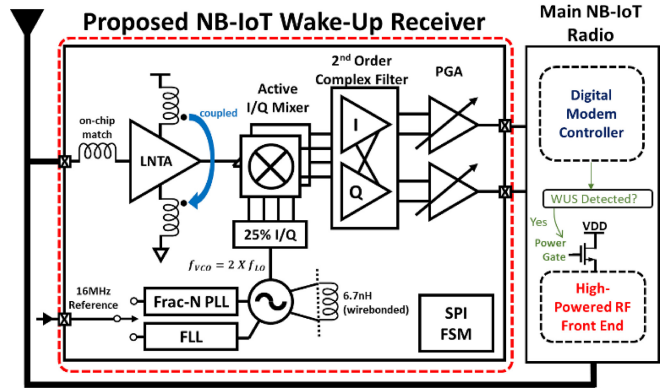 Proposed NB-IoT Wake-Up Receiver
Main NB-IoT
Radio
2nd Order
Complex Filter
PGA
Active
I/Q Mixer
coupled
on-chip
match
LNTA
I
Q
25% I/Q
fVCO = 2 X fLO
16MHz
Reference
Frac-N PLL
FLL
6.7nH
(wirebonded)
SPI
FSM
Digital
Modem
Controller
WUS Detected?
Yes
VDD
Power
Gate
High-
Powered RF
Front End